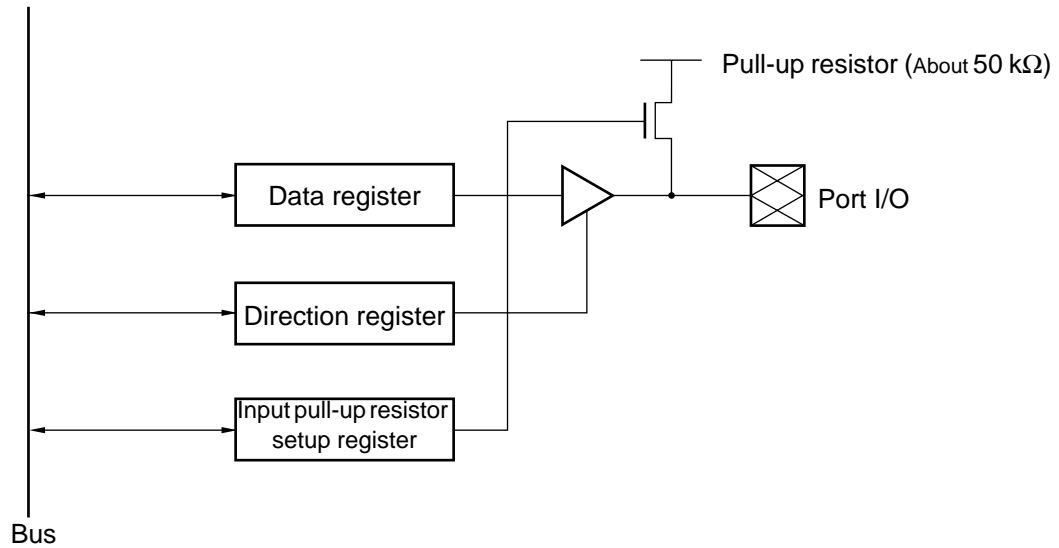 Pull-up resistor (About 50 kΩ)
Data register
Port I/O
Direction register
Input pull-up resistor
setup register
Bus